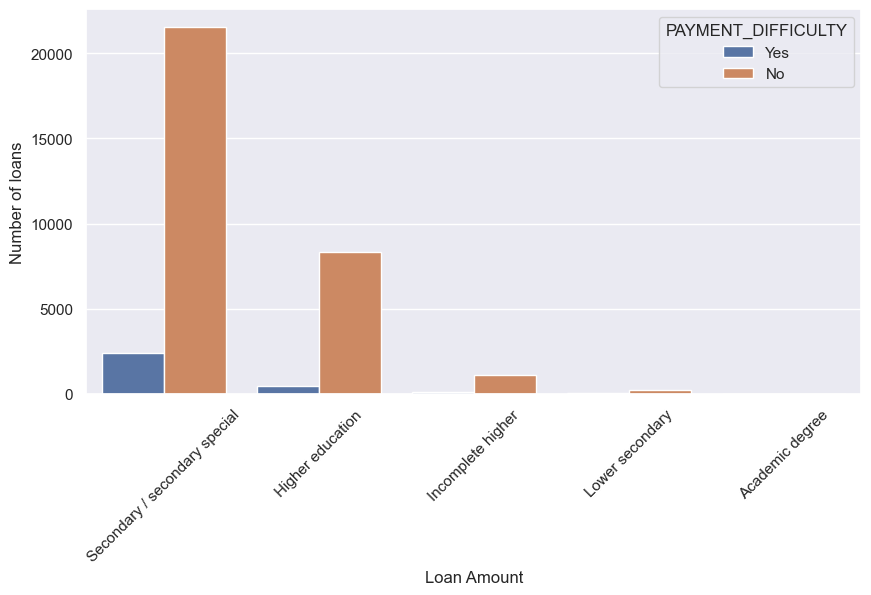 PAYMENT_DIFFICULTY
Yes
No
Number of loans
20000
15000
10000
5000
0
Secondary / secondary special
Higher education
Incomplete higher
Lower secondary
Academic degree
Loan Amount